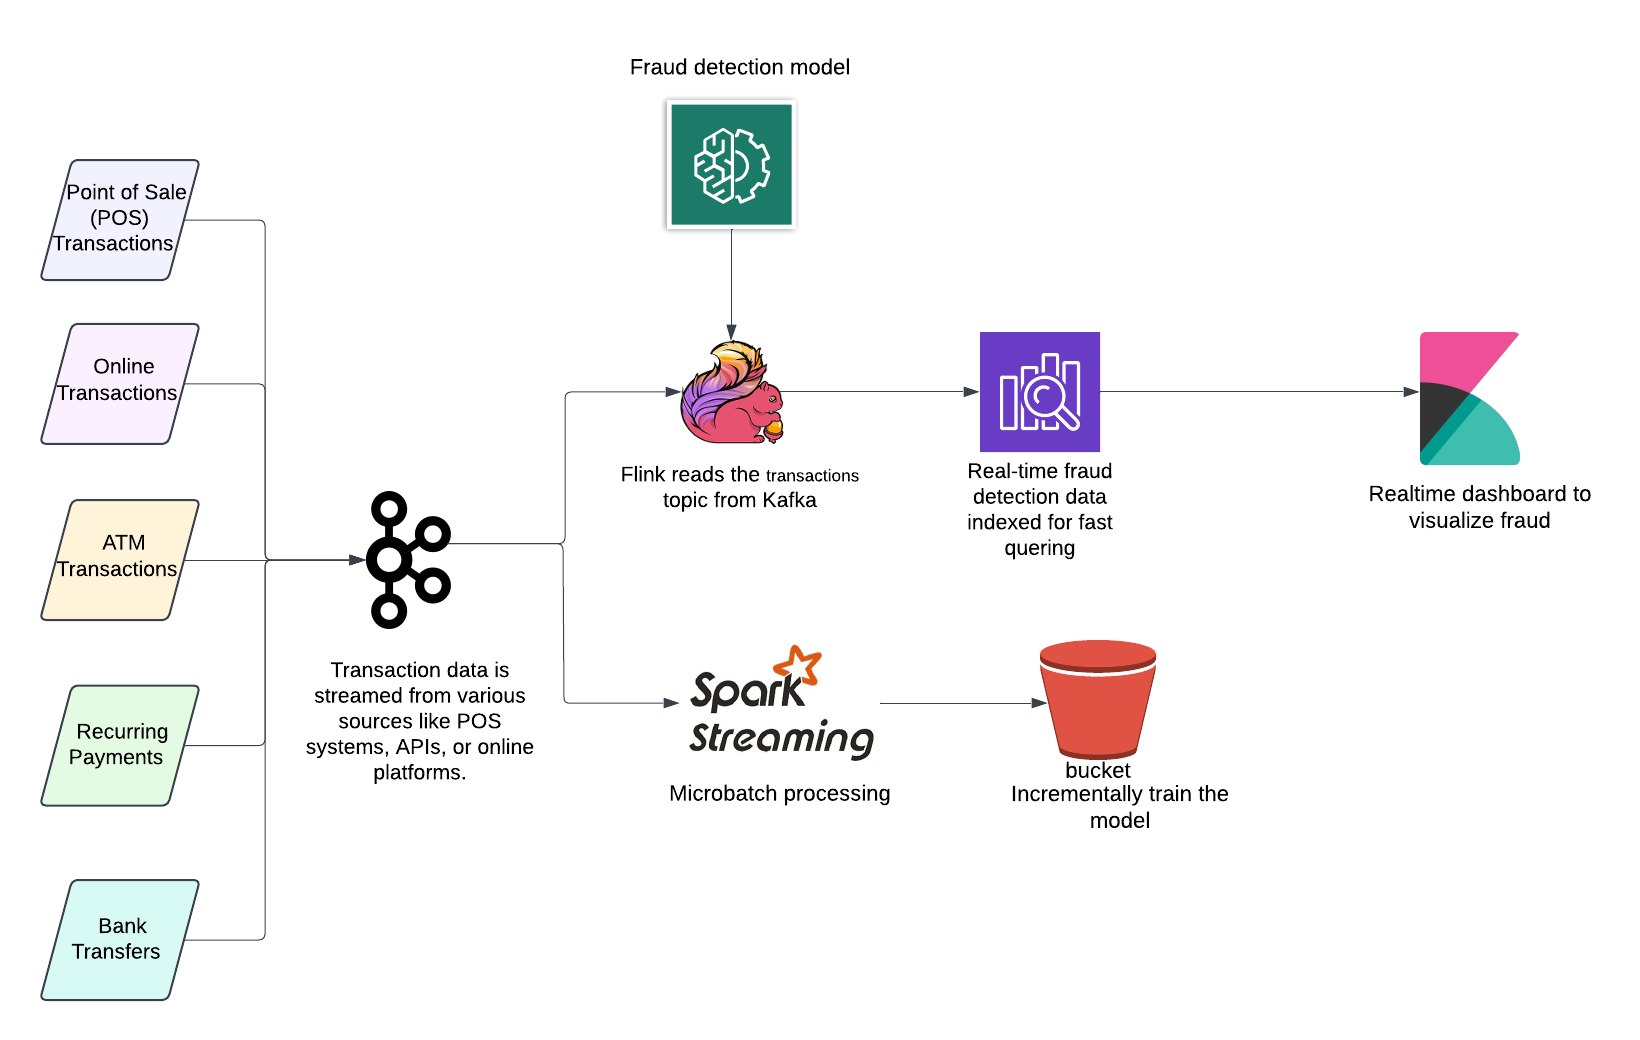 Fraud detection model
Point of Sale
(POS)
Transactions
Online
Transactions
ATM
Transactions
Recurring
Payments
Bank
Transfers
Transaction data is
streamed from various
sources like POS
systems, APIs, or online
platforms.
Flink reads the transactions
topic from Kafka
Real-time fraud
detection data
indexed for fast
quering
Realtime dashboard to
visualize fraud
Spark
Streaming
Microbatch processing
bucket
Incrementally train the
model